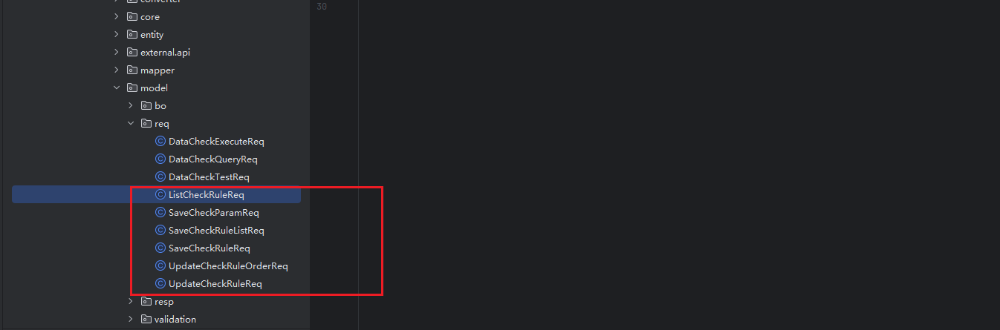 converter
30
core
entity
external.api
mapper
model
bo
req
DataCheckExecuteReq
DataCheckQueryReq
DataCheckTestReq
ListCheckRuleReq
SaveCheckParamReq
SaveCheckRuleListReq
SaveCheckRuleReq
UpdateCheckRuleOrderReq
UpdateCheckRuleReq
resp
validation